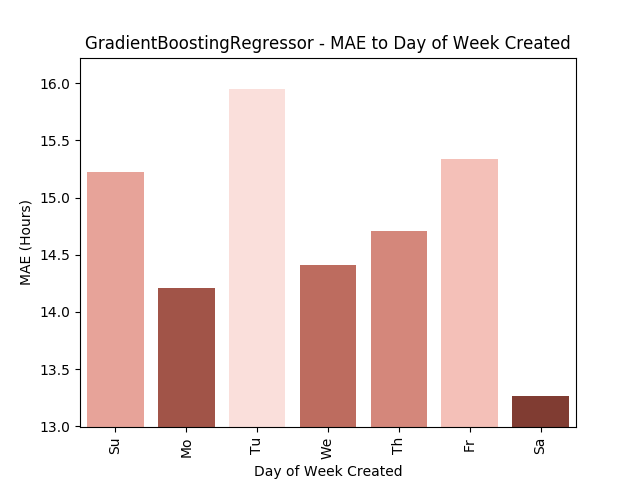 GradientBoostingRegressor - MAE to Day of Week Created
MAE (Hours)
16.0
15.5
15.0
14.5
14.0
13.5
13.0
Su
Mo
Tu
We
Th
Fr
Sa
Day of Week Created